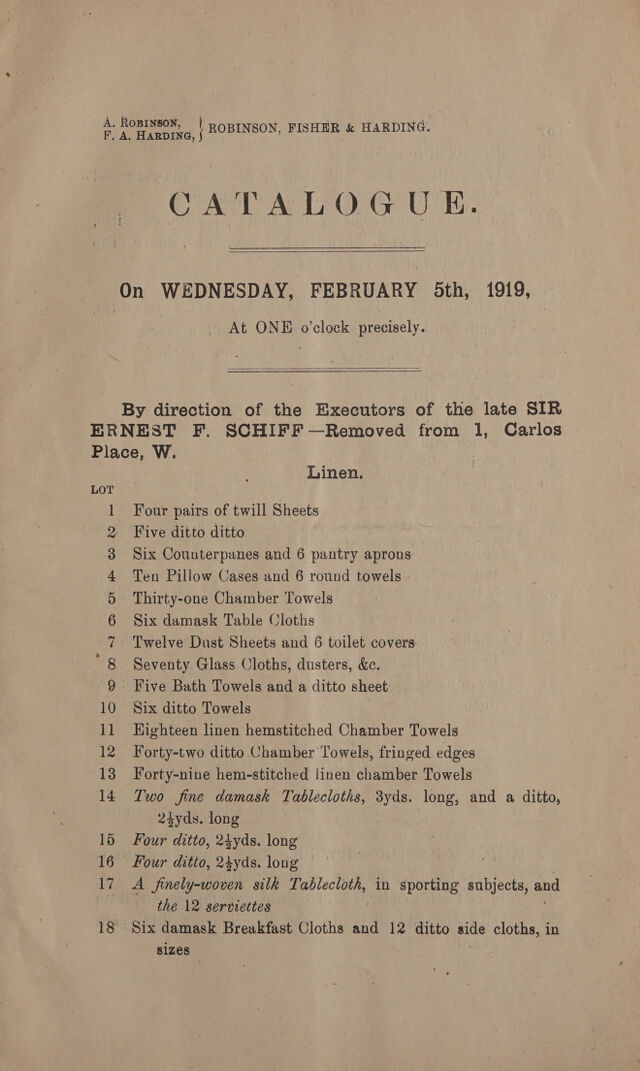 A. ROBINSON, F. A. HARDING, } ROBINSON, FISHER & HARDING.
CATALOGUE.
On WEDNESDAY, FEBRUARY 5th, 1919,
At ONE o'clock precisely.
By direction of the Executors of the late SIR
ERNEST F. SCHIFF—Removed from 1, Carlos
Place, W.
Linen.
LOT
1 Four pairs of twill Sheets
2 Five ditto ditto
3 Six Counterpanes and 6 pantry aprons
4 Ten Pillow Cases and 6 round towels
5 Thirty-one Chamber Towels
6 Six damask Table Cloths
7 Twelve Dust Sheets and 6 toilet covers
8 Seventy Glass Cloths, dusters, &c.
9 Five Bath Towels and a ditto sheet
10 Six ditto Towels
11 Eighteen linen hemstitched Chamber Towels
12 Forty-two ditto Chamber Towels, fringed edges
13 Forty-nine hem-stitched linen chamber Towels
14 Two fine damask Tablecloths, 3yds. long, and a ditto,
long
15 Four ditto, long
16 Four ditto, long
17 A finely-woven silk Tablecloth, in sporting subjects, and
the 12 serviettes
18 Six damask Breakfast Cloths and 12 ditto side cloths, in
sizes